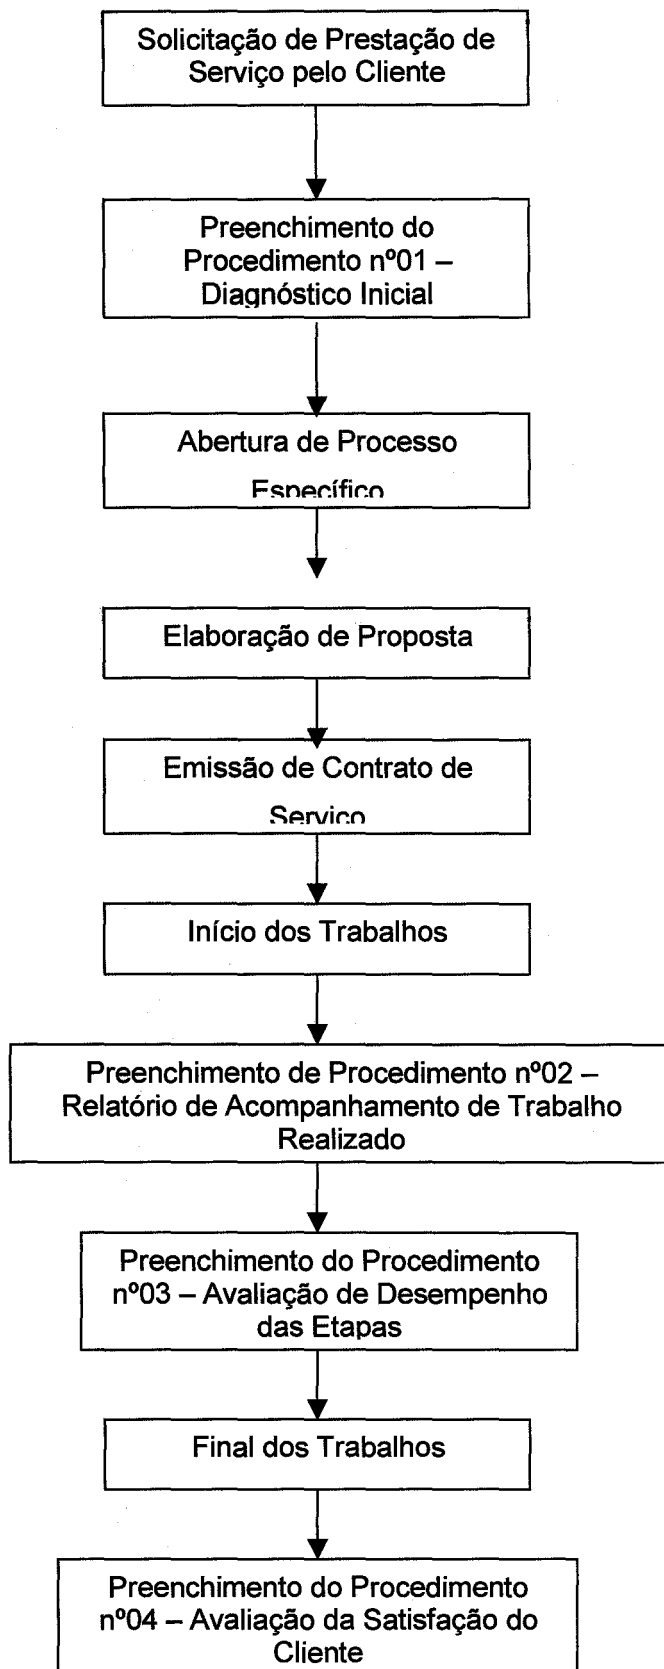 Solicitação de Prestação de
Serviço pelo Cliente
Preenchimento do
Procedimento nº01 –
Diagnóstico Inicial
Abertura de Processo
Específico
Elaboração de Proposta
Emissão de Contrato de
Serviço
Início dos Trabalhos
Preenchimento de Procedimento nº02 –
Relatório de Acompanhamento de Trabalho
Realizado
Preenchimento do Procedimento
nº03 – Avaliação de Desempenho
das Etapas
Final dos Trabalhos
Preenchimento do Procedimento
nº04 – Avaliação da Satisfação do
Cliente